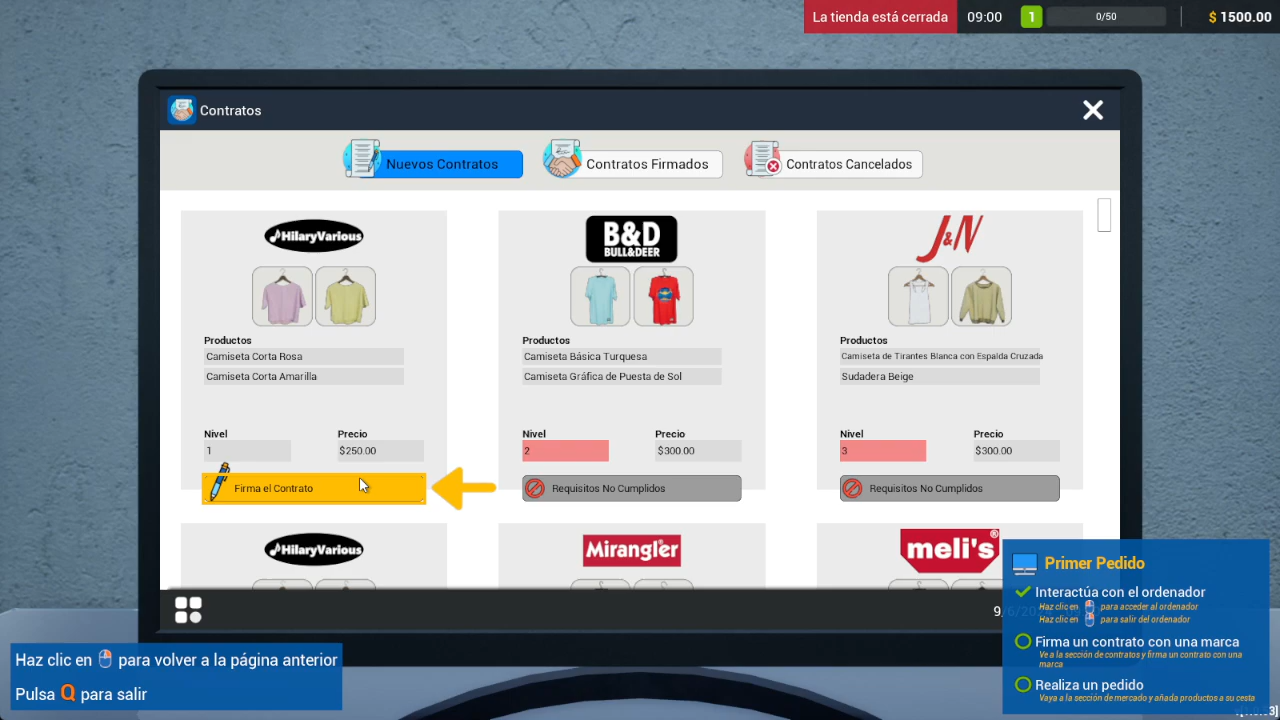 La tienda está cerrada
09:00
1
0/50
$ 1500.00
Contratos
Nuevos Contratos
Contratos Firmados
Contratos Cancelados
HilaryVarious
Productos
Camiseta Corta Rosa
Camiseta Corta Amarilla
Nivel
Precio
1
$250.00
Firma el Contrato
B&D
BULL&DEER
Productos
Camiseta Básica Turquesa
Camiseta Gráfica de Puesta de Sol
Nivel
Precio
2
$300.00
Requisitos No Cumplidos
J&N
Productos
Camiseta de Tirantes Blanca con Espalda Cruzada
Sudadera Beige
Nivel
Precio
3
$300.00
Requisitos No Cumplidos
HilaryVarious
Mirangler
meli's®
Primer Pedido
Interactúa con el ordenador
Haz clic en para acceder al ordenador
Haz clic en para salir del ordenador
Firma un contrato con una marca
Ve a la sección de contratos y firma un contrato con una
marca
Realiza un pedido
Vaya a la sección de mercado y añada productos a su cesta
Haz clic en para volver a la página anterior
Pulsa Q para salir